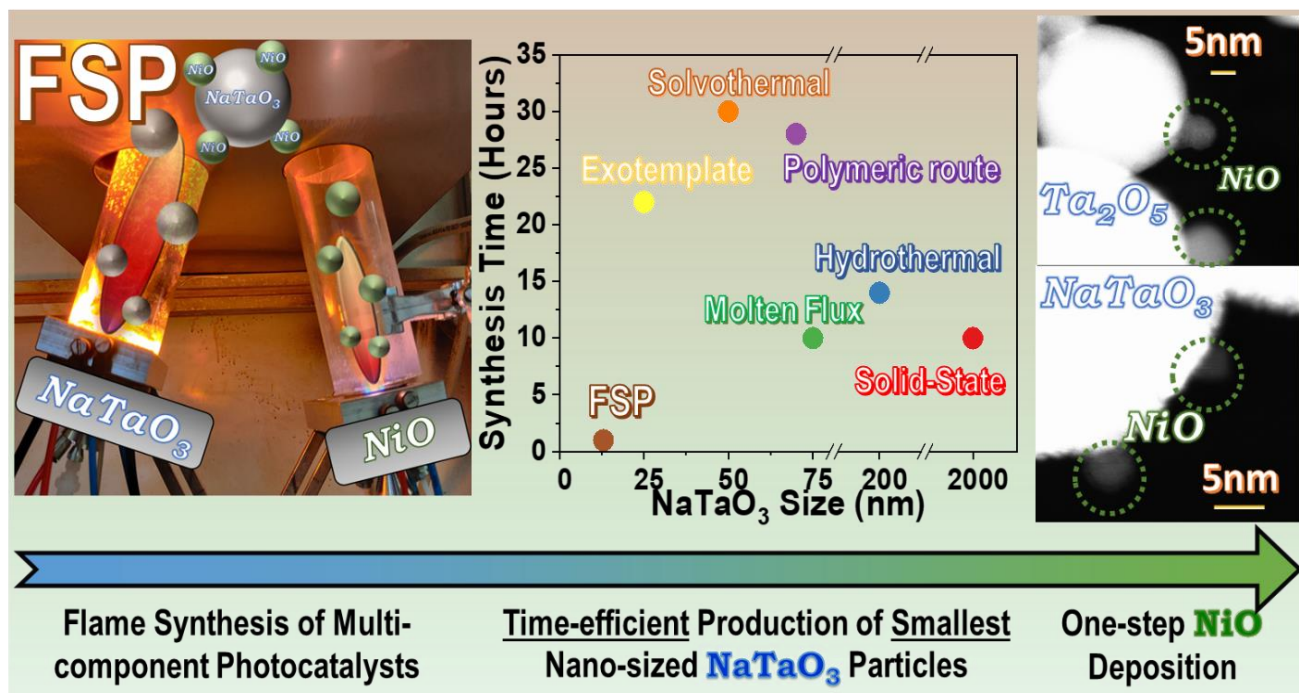 FSP
NiO
NiO
NaTaO₃
NiO
NiO
NaTaO₃
NiO
Synthesis Time (Hours)
35
30
25
20
15
10
5
0
Solvothermal
Exotemplate
Polymeric route
Hydrothermal
Molten Flux
Solid-State
FSP
0
25
50
75
200
2000
NaTaO₃ Size (nm)
5nm
NiO
Ta₂O₅
NaTaO₃
NiO
5nm
Flame Synthesis of Multi-
component Photocatalysts
Time-efficient Production of Smallest
Nano-sized NaTaO₃ Particles
One-step NiO
Deposition